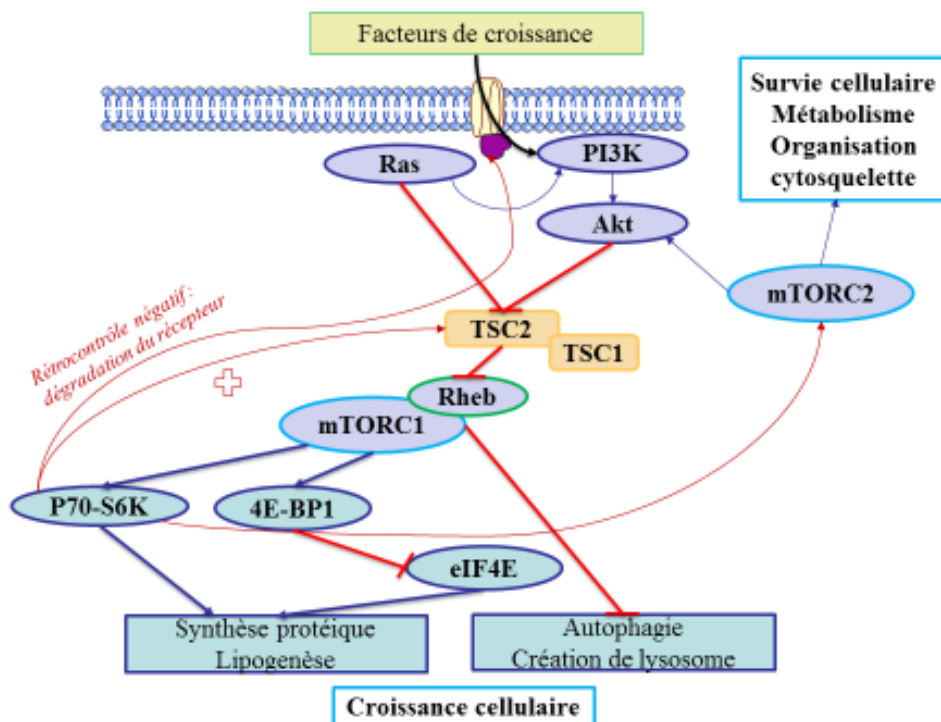 Facteurs de croissance
Survie cellulaire
Métabolisme
Organisation
cytosquelette
Ras
PI3K
Akt
mTORC2
Rétrocontrôle négatif :
dégradation du récepteur
TSC2
TSC1
Rheb
mTORC1
P70-S6K
4E-BP1
eIF4E
Synthèse protéique
Lipogenèse
Autophagie
Création de lysosome
Croissance cellulaire